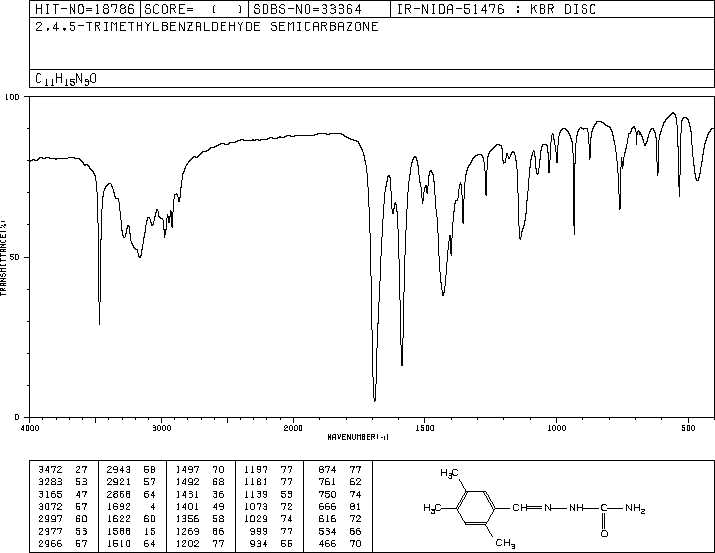 HIT-NO=18786 SCORE= ( ) SDBS-NO=33364 IR-NIDA-51476 : KBR DISC
2,4,5-TRIMETHYLBENZALDEHYDE SEMICARBAZONE
C11H15N3O
100
50
0
TRANSMITTANCE(%)
4000 3000 2000 1500 1000 500
WAVENUMBER(-1)
3472 27 2943 58 1497 70 1197 77 874 77
3283 53 2921 57 1492 68 1181 77 761 62
3165 47 2868 64 1431 36 1139 53 750 74
3072 57 1692 4 1401 49 1073 72 666 81
2997 60 1622 60 1356 58 1029 74 616 72
2977 53 1588 15 1269 66 999 77 534 66
2966 57 1510 64 1202 77 934 55 466 70
H3C
H3C CH N NH C NH2
CH3 O